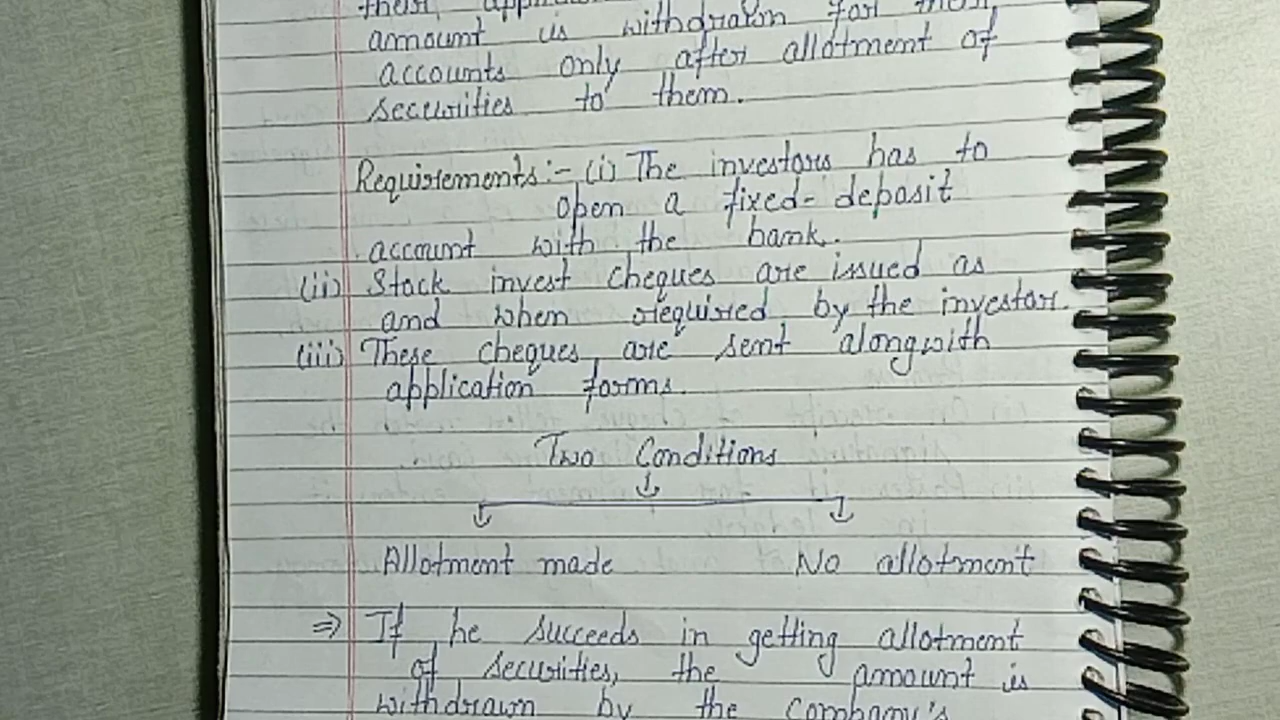 their
amount is withdrawn for their
accounts only after allotment of
securities to them.
Requirements:- (i) The investors has to
open a fixed- deposit
account with the bank.
(ii) Stock invest cheques are issued as
and when required by the investor.
(iii) These cheques are sent alongwith
application forms.
Two Conditions
Allotment made No allotment
⇒ If he succeeds in getting allotment
of securities, the amount is
withdrawn by the company's